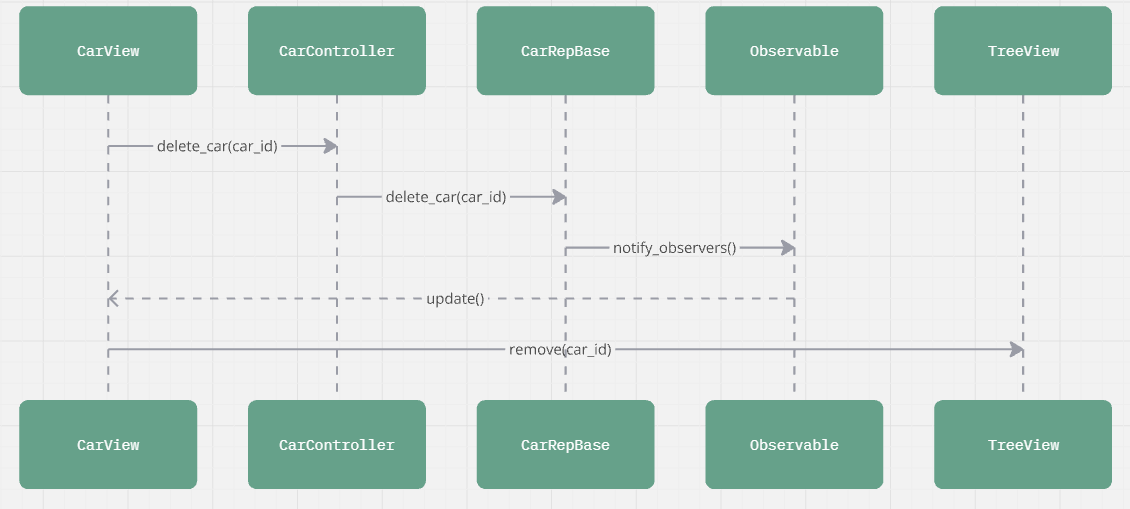 CarView
CarController
CarRepBase
Observable
TreeView
delete_car(car_id)
delete_car(car_id)
notify_observers()
update()
remove(car_id)
CarView
CarController
CarRepBase
Observable
TreeView